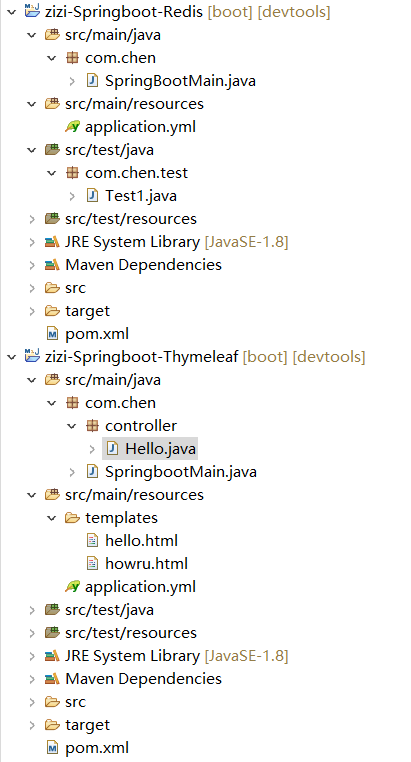 zizi-Springboot-Redis [boot] [devtools]
src/main/java
com.chen
SpringBootMain.java
src/main/resources
application.yml
src/test/java
com.chen.test
Test1.java
src/test/resources
JRE System Library [JavaSE-1.8]
Maven Dependencies
src
target
pom.xml
zizi-Springboot-Thymeleaf [boot] [devtools]
src/main/java
com.chen
controller
Hello.java
SpringbootMain.java
src/main/resources
templates
hello.html
howru.html
application.yml
src/test/java
src/test/resources
JRE System Library [JavaSE-1.8]
Maven Dependencies
src
target
pom.xml